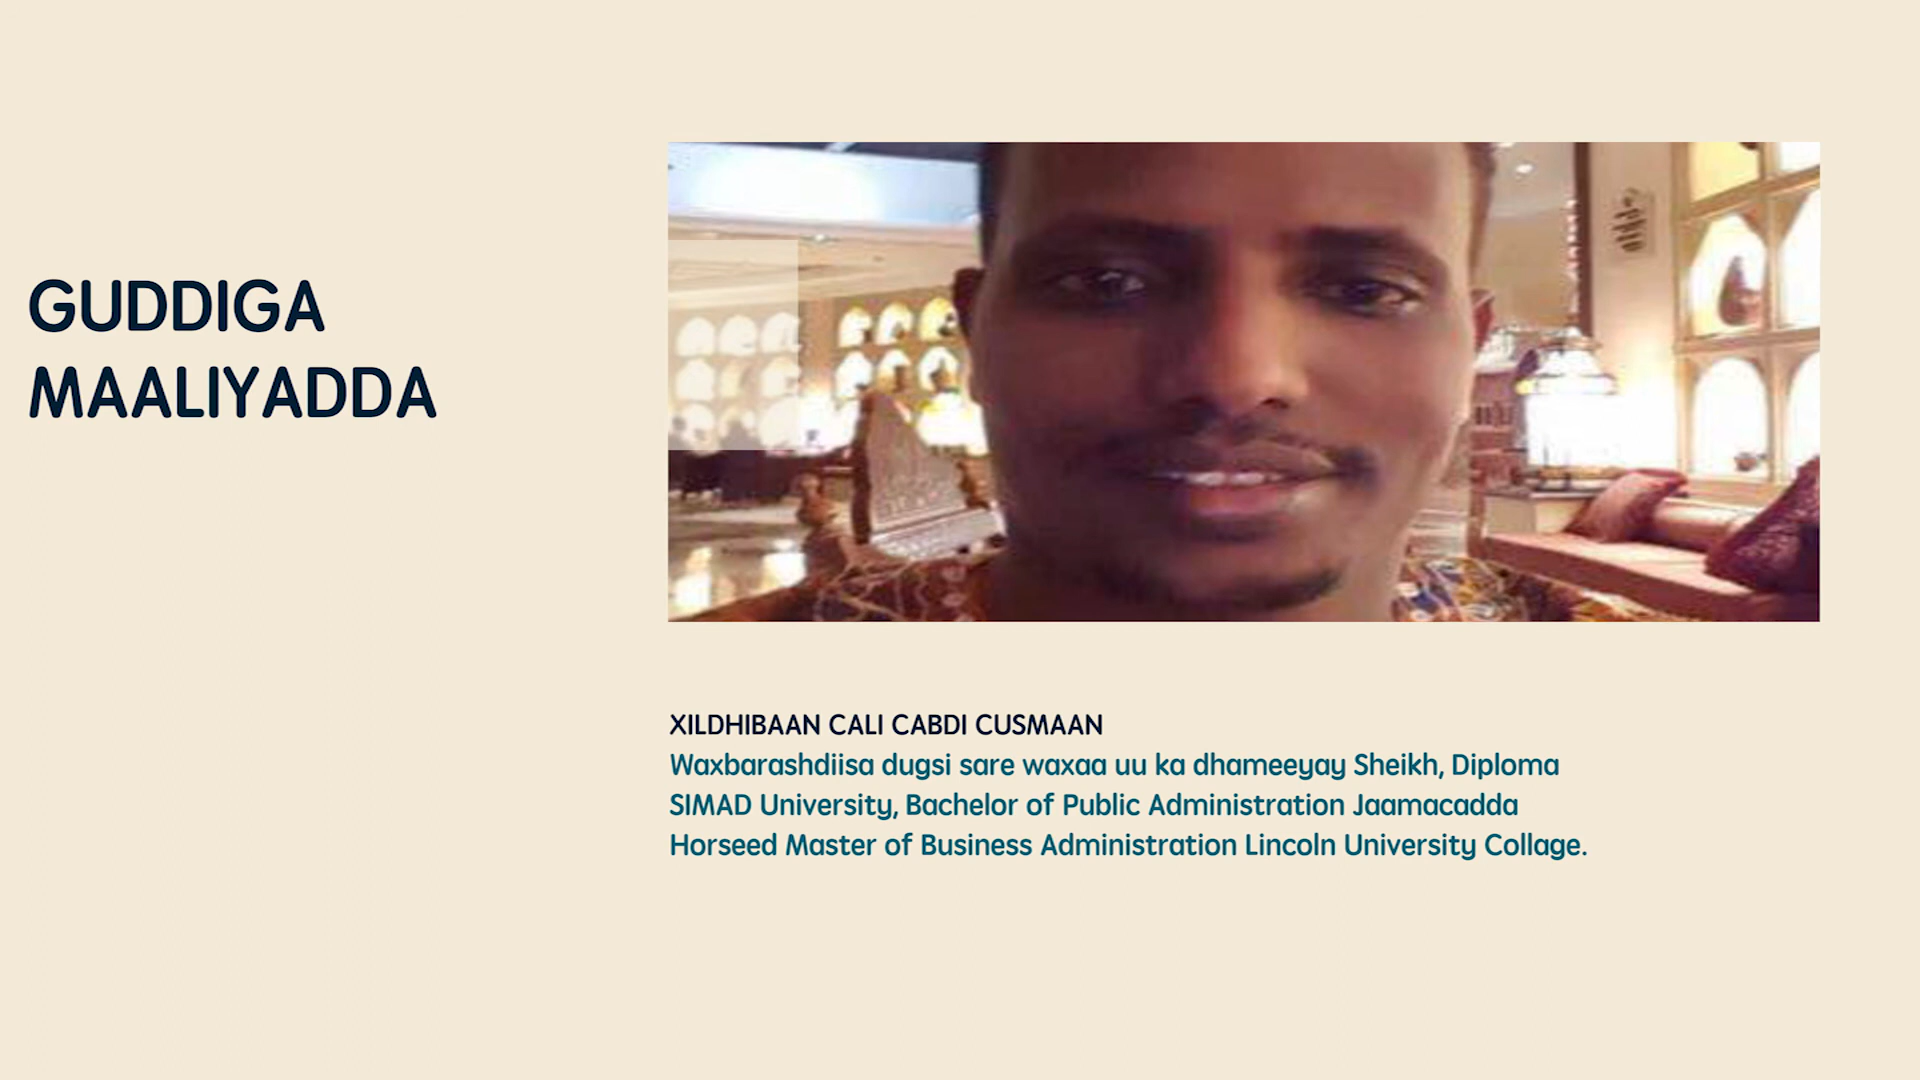 GUDDIGA
MAALIYADDA
XILDHIBAAN CALI CABDI CUSMAAN
Waxbarashdiisa dugsi sare waxaa uu ka dhameeyay Sheikh, Diploma
SIMAD University, Bachelor of Public Administration Jaamacadda
Horseed Master of Business Administration Lincoln University Collage.